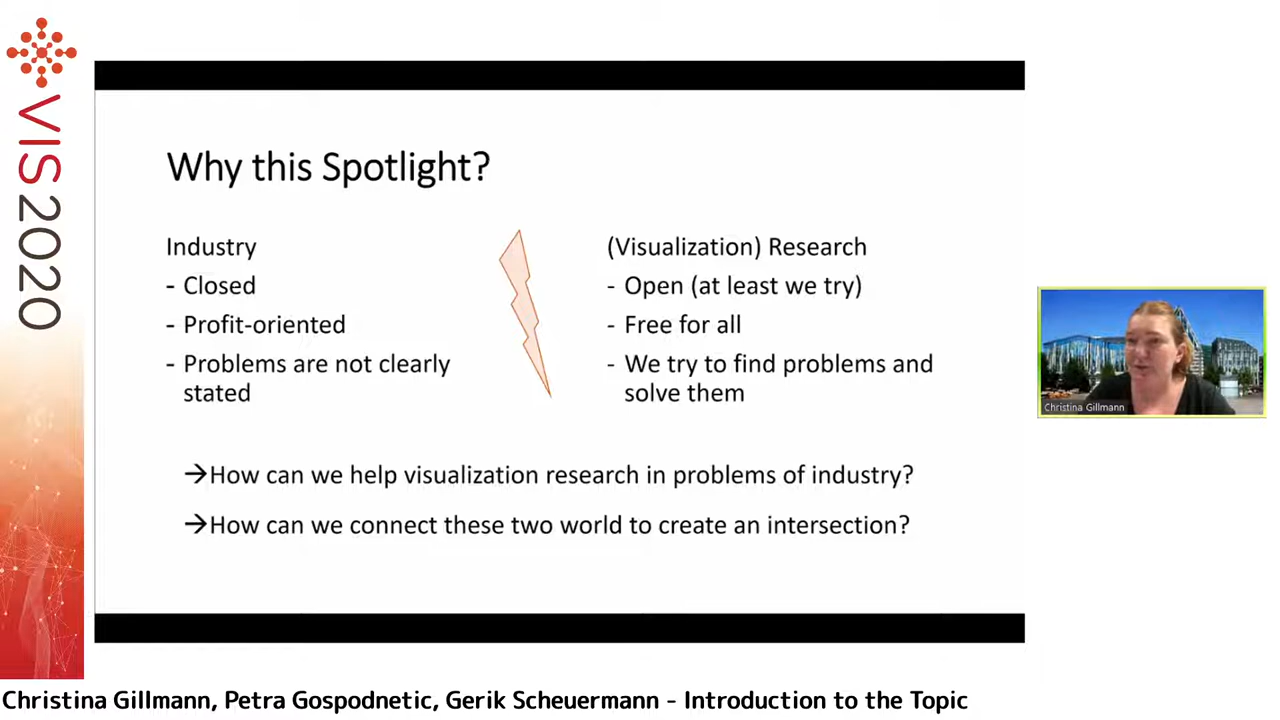 VIS2020
Why this Spotlight?
Industry
- Closed
- Profit-oriented
- Problems are not clearly
stated
(Visualization) Research
- Open (at least we try)
- Free for all
- We try to find problems and
solve them
→How can we help visualization research in problems of industry?
→How can we connect these two world to create an intersection?
Christina Gillmann
Christina Gillmann, Petra Gospodnetic, Gerik Scheuermann - Introduction to the Topic